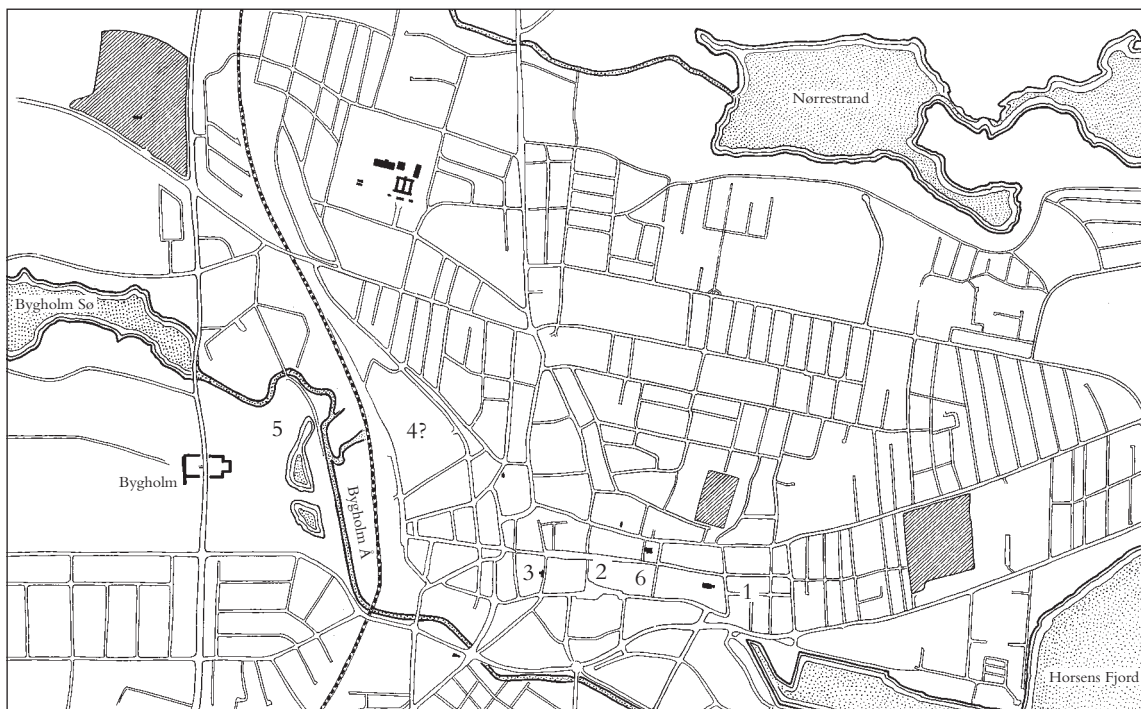 Nørrestrand
Bygholm Sø
4?
5
Bygholm
Bygholm Å
3
2
6
1
Horsens Fjord